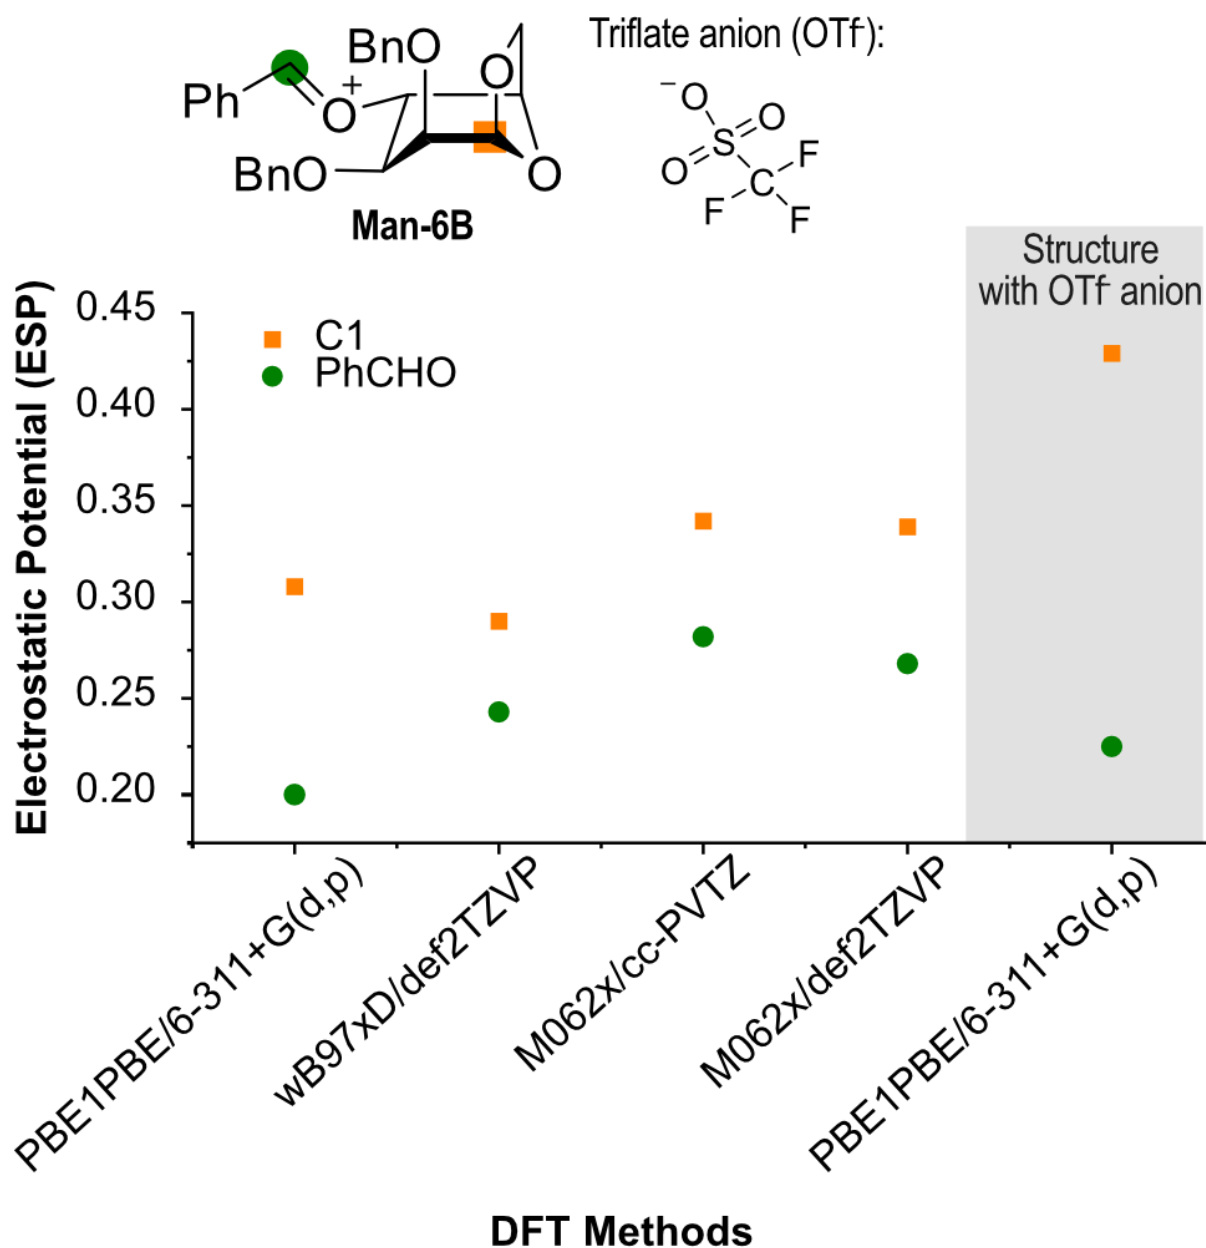 Triflate anion (OTf):
BnO
O
Ph
O
+
BnO
O
Man-6B
−
O
O
S
O
C
F
F
F
Structure
with OTf anion
Electrostatic Potential (ESP)
0.45
0.40
0.35
0.30
0.25
0.20
C1
PhCHO
PBE1PBE/6-311+G(d,p)
wB97xD/def2TZVP
M062x/cc-PVTZ
M062x/def2TZVP
PBE1PBE/6-311+G(d,p)
DFT Methods